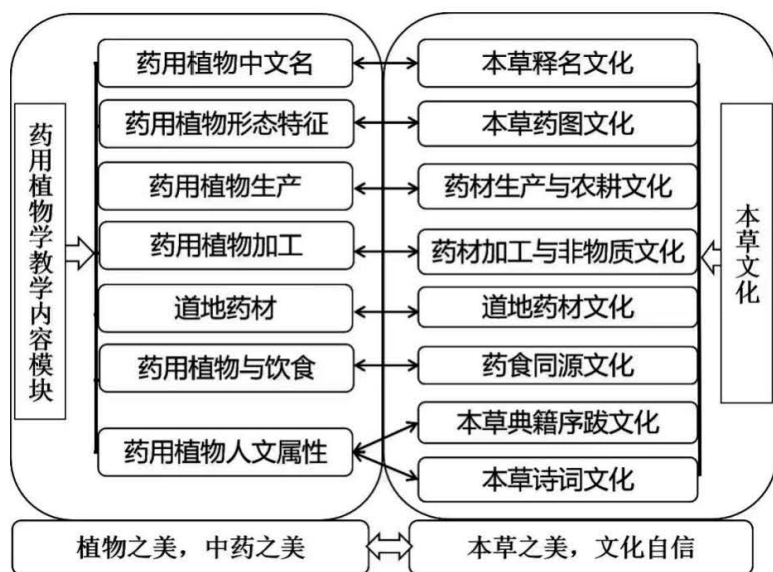 药用植物学教学内容模块
药用植物中文名
药用植物形态特征
药用植物生产
药用植物加工
道地药材
药用植物与饮食
药用植物人文属性
本草释名文化
本草药图文化
药材生产与农耕文化
药材加工与非物质文化
道地药材文化
药食同源文化
本草典籍序跋文化
本草诗词文化
本草文化
植物之美，中药之美
本草之美，文化自信